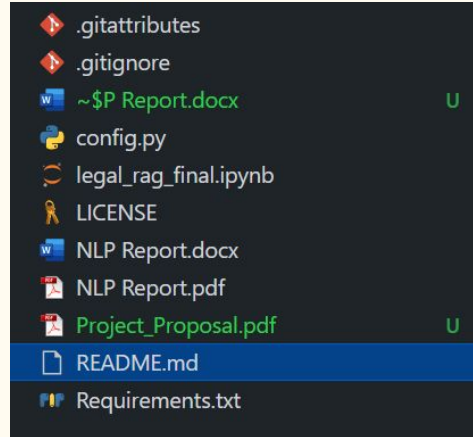 .gitattributes
.gitignore
~$P Report.docx U
config.py
legal_rag_final.ipynb
LICENSE
NLP Report.docx
NLP Report.pdf
Project_Proposal.pdf U
README.md
Requirements.txt